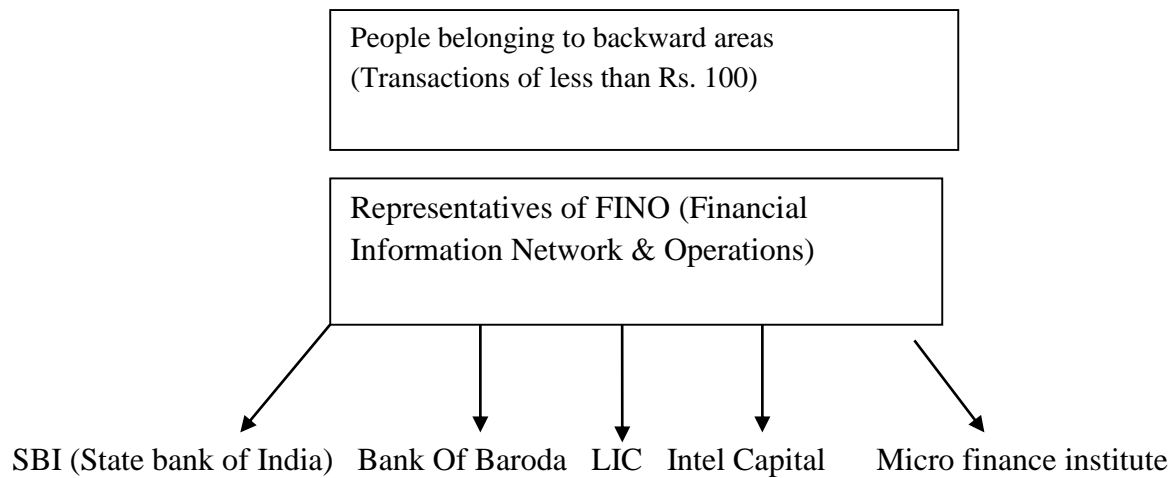 People belonging to backward areas
(Transactions of less than Rs. 100)
Representatives of FINO (Financial
Information Network & Operations)
SBI (State bank of India) Bank Of Baroda LIC Intel Capital Micro finance institute